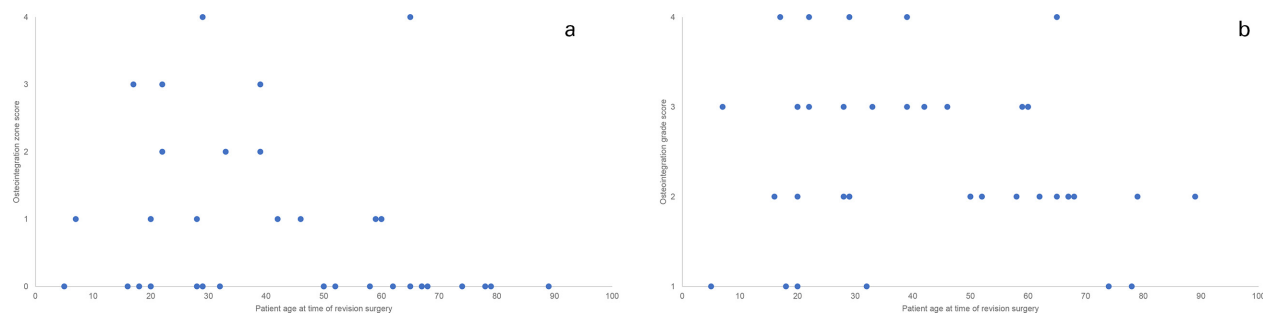 a
4
3
2
1
0
Osteointegration zone score
0 10 20 30 40 50 60 70 80 90 100
Patient age at time of revision surgery
b
4
3
2
1
Osteointegration grade score
0 10 20 30 40 50 60 70 80 90 100
Patient age at time of revision surgery